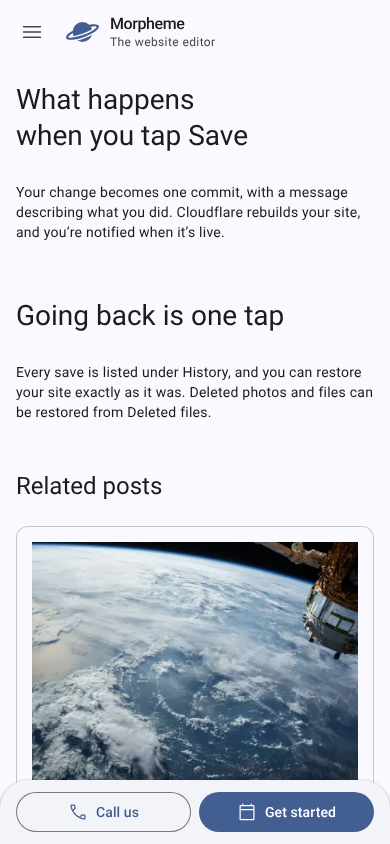 Morpheme
The website editor
What happens
when you tap Save
Your change becomes one commit, with a message
describing what you did. Cloudflare rebuilds your site,
and you’re notified when it’s live.
Going back is one tap
Every save is listed under History, and you can restore
your site exactly as it was. Deleted photos and files can
be restored from Deleted files.
Related posts
Call us
Get started